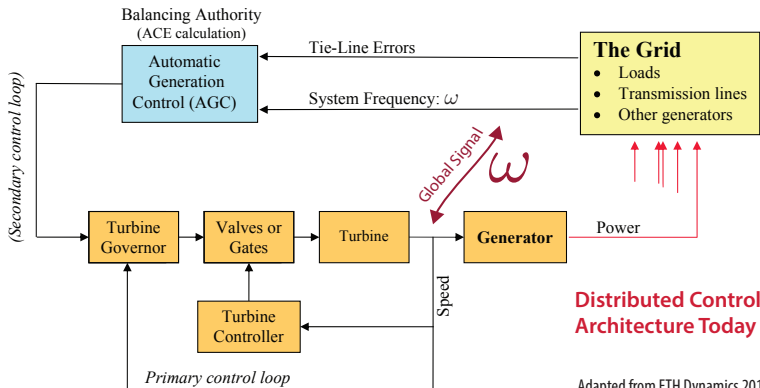 Balancing Authority
(ACE calculation)
Automatic
Generation
Control (AGC)
Tie-Line Errors
System Frequency: ω
The Grid
• Loads
• Transmission lines
• Other generators
(Secondary control loop)
Global Signal
ω
Turbine
Governor
Valves or
Gates
Turbine
Generator
Power
Speed
Turbine
Controller
Primary control loop
Distributed Control
Architecture Today
Adapted from ETH Dynamics 201